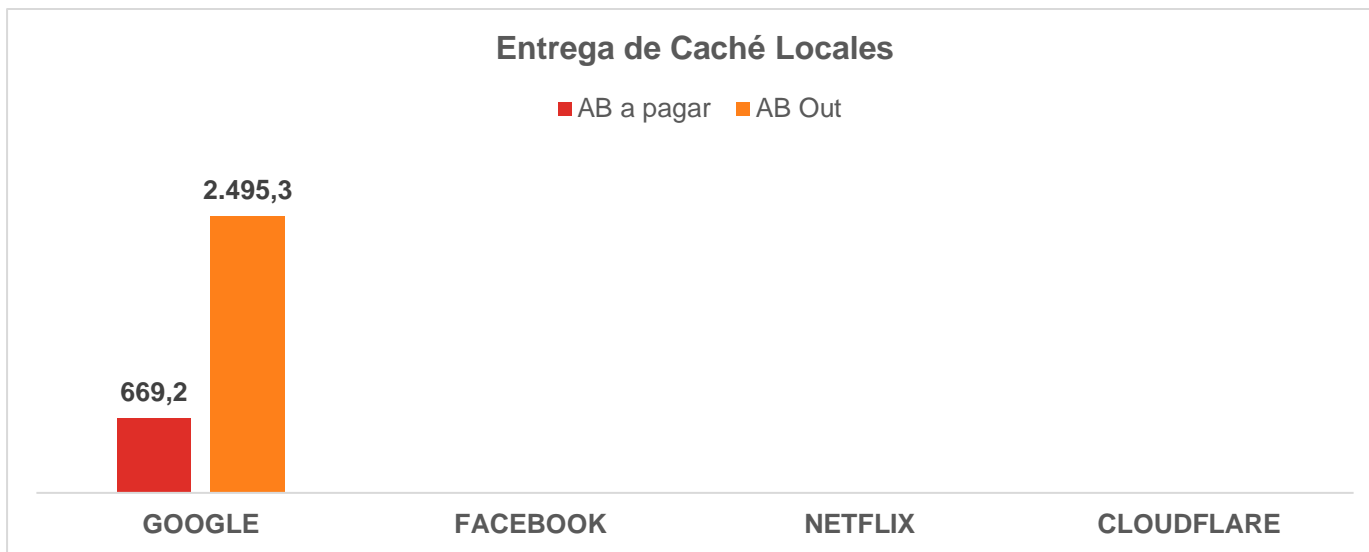 Entrega de Caché Locales
AB a pagar AB Out
2.495,3
669,2
GOOGLE FACEBOOK NETFLIX CLOUDFLARE